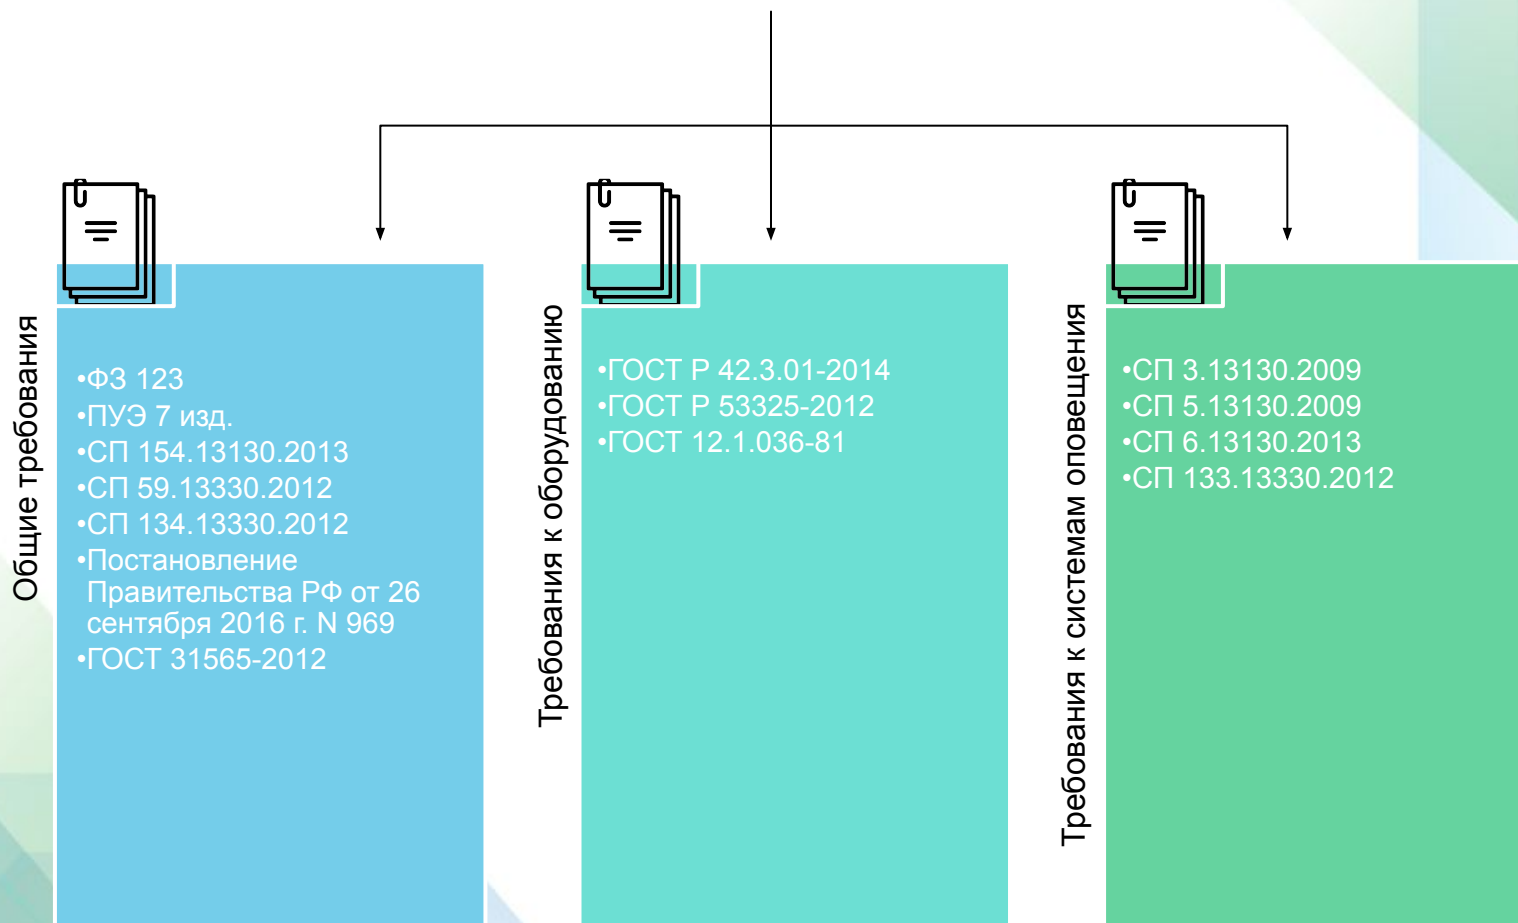 Общие требования
•ФЗ 123
•ПУЭ 7 изд.
•СП 154.13130.2013
•СП 59.13330.2012
•СП 134.13330.2012
•Постановление
Правительства РФ от 26
сентября 2016 г. N 969
•ГОСТ 31565-2012
Требования к оборудованию
•ГОСТ Р 42.3.01-2014
•ГОСТ Р 53325-2012
•ГОСТ 12.1.036-81
Требования к системам оповещения
•СП 3.13130.2009
•СП 5.13130.2009
•СП 6.13130.2013
•СП 133.13330.2012